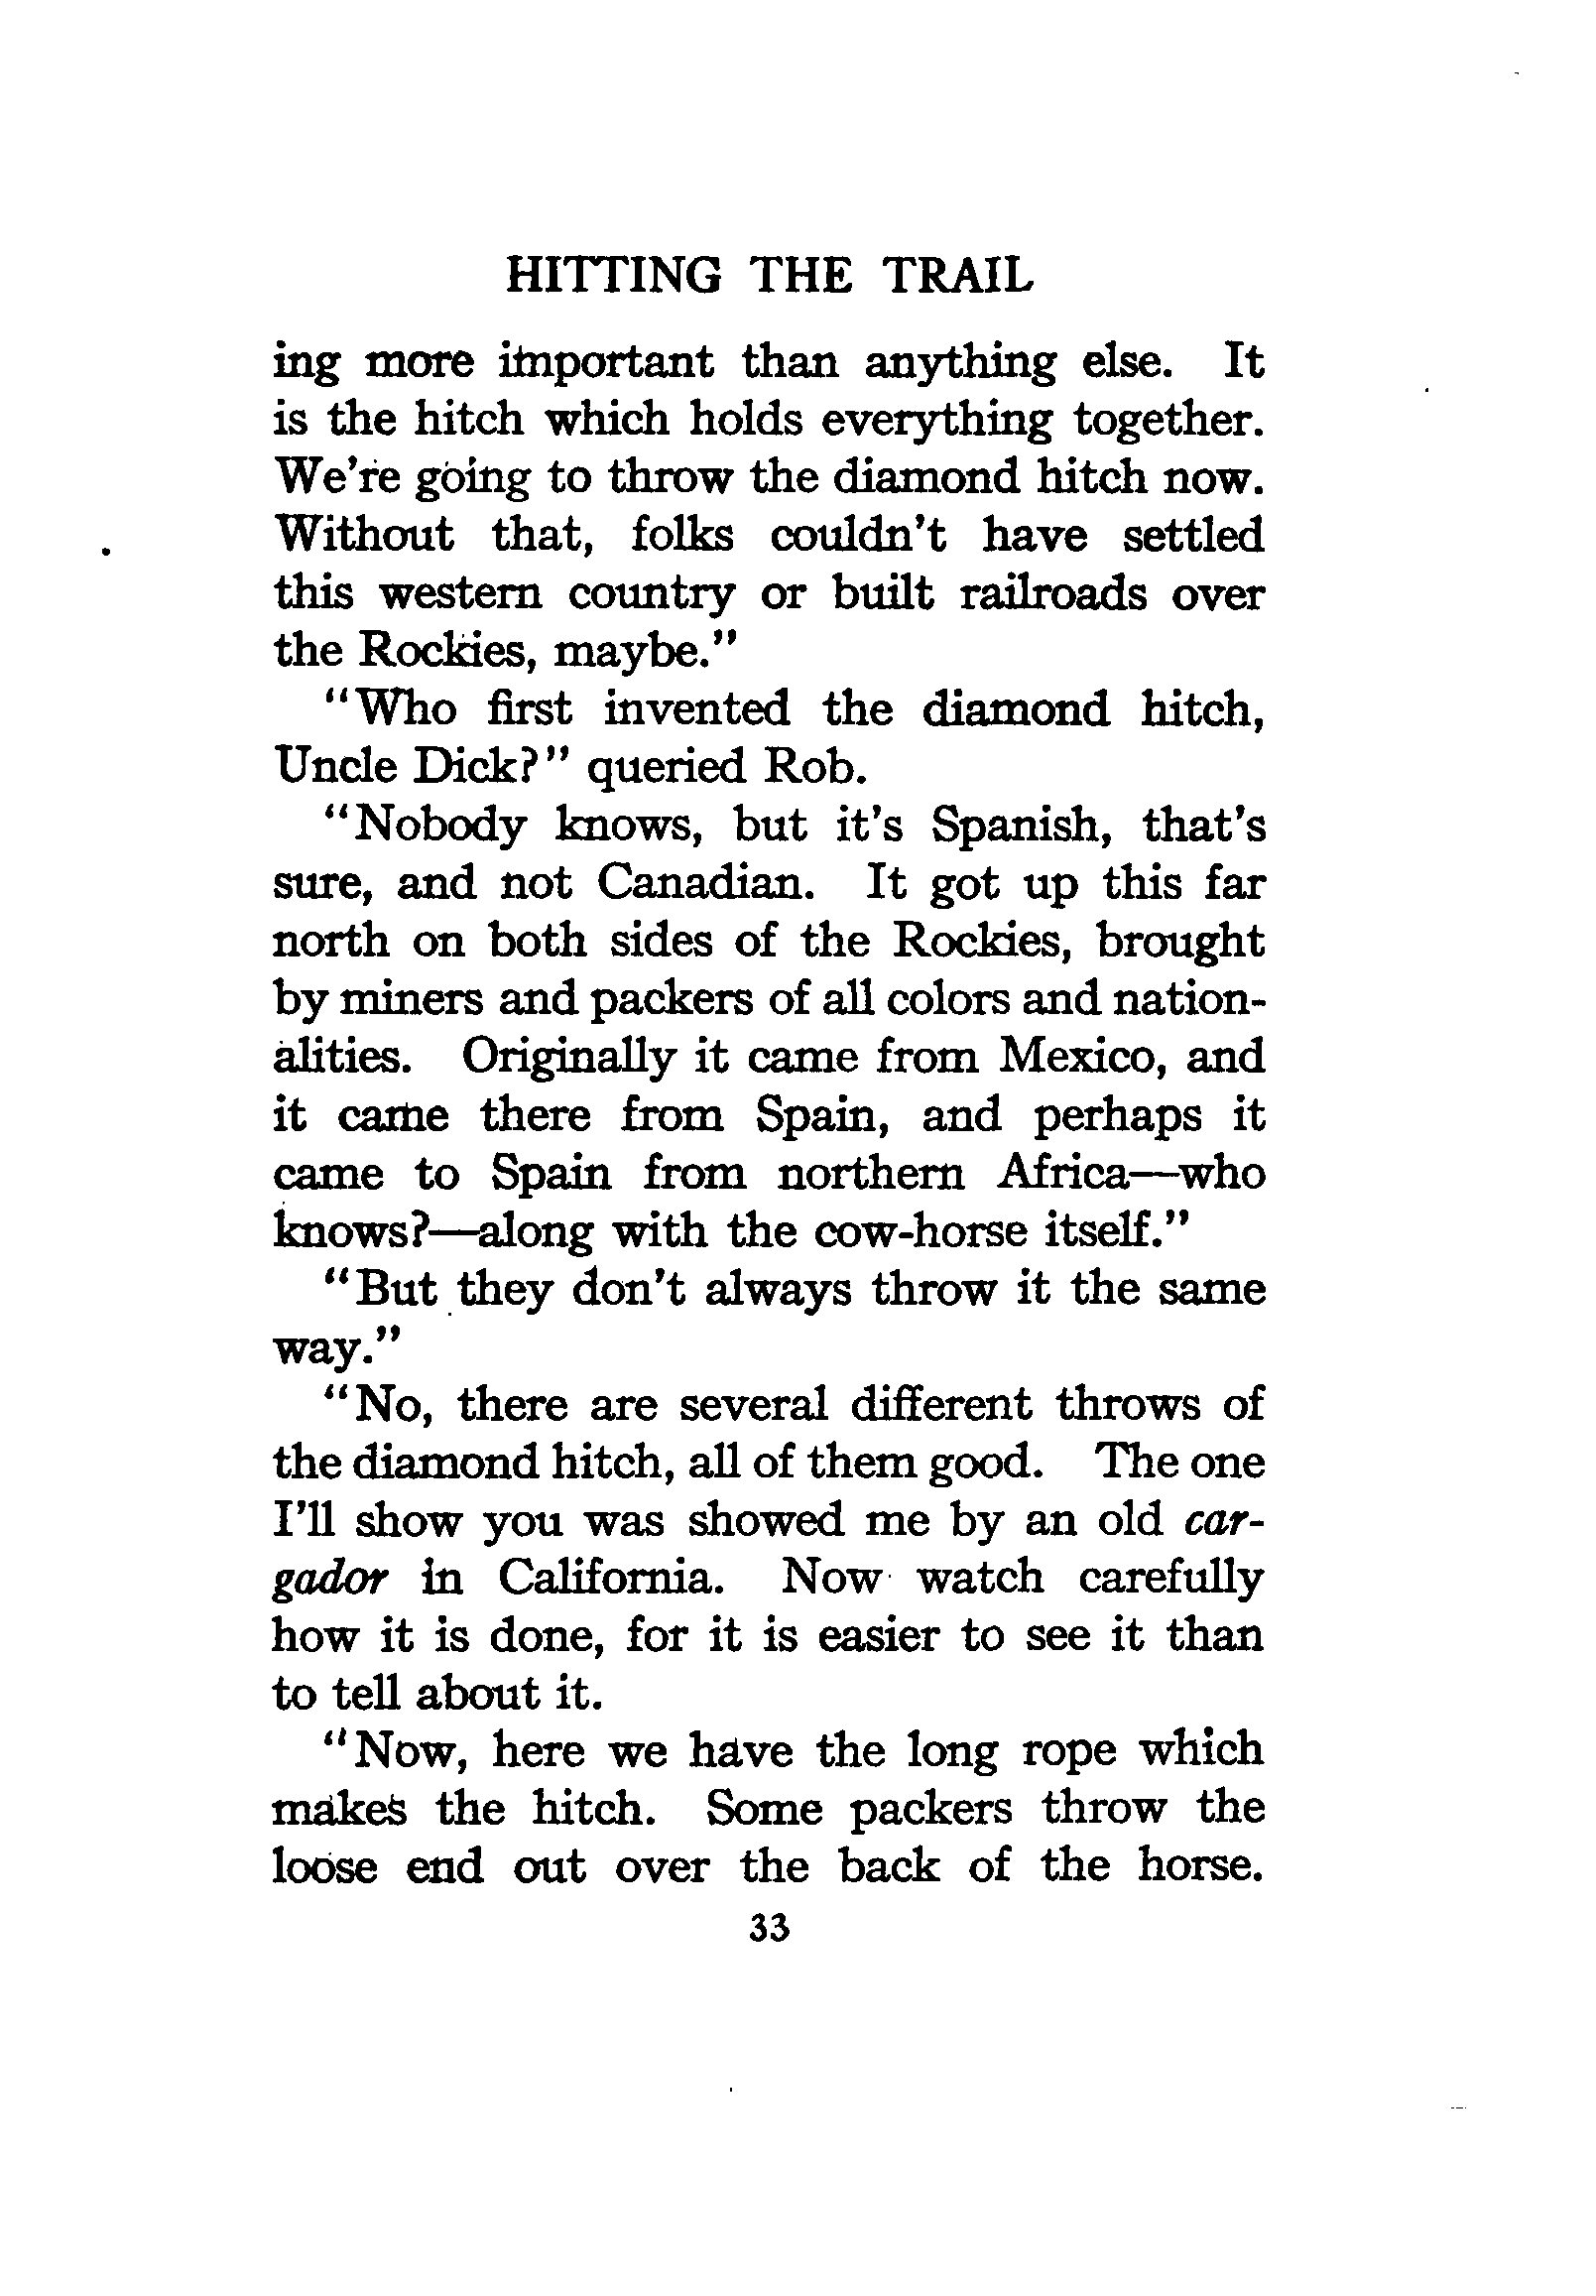 HITTING THE TRAIL
ing more important than anything else. It
is the hitch which holds everything together.
We're going to throw the diamond hitch now.
Without that, folks couldn't have settled
this western country or built railroads over
the Rockies, maybe."
"Who first invented the diamond hitch,
Uncle Dick?" queried Rob.
"Nobody knows, but it's Spanish, that's
sure, and not Canadian. It got up this far
north on both sides of the Rockies, brought
by miners and packers of all colors and nation-
alities. Originally it came from Mexico, and
it came there from Spain, and perhaps it
came to Spain from northern Africa—who
knows?—along with the cow-horse itself."
"But they don't always throw it the same
way."
"No, there are several different throws of
the diamond hitch, all of them good. The one
I'll show you was showed me by an old car-
gador in California. Now watch carefully
how it is done, for it is easier to see it than
to tell about it.
"Now, here we have the long rope which
makes the hitch. Some packers throw the
loose end out over the back of the horse.
33